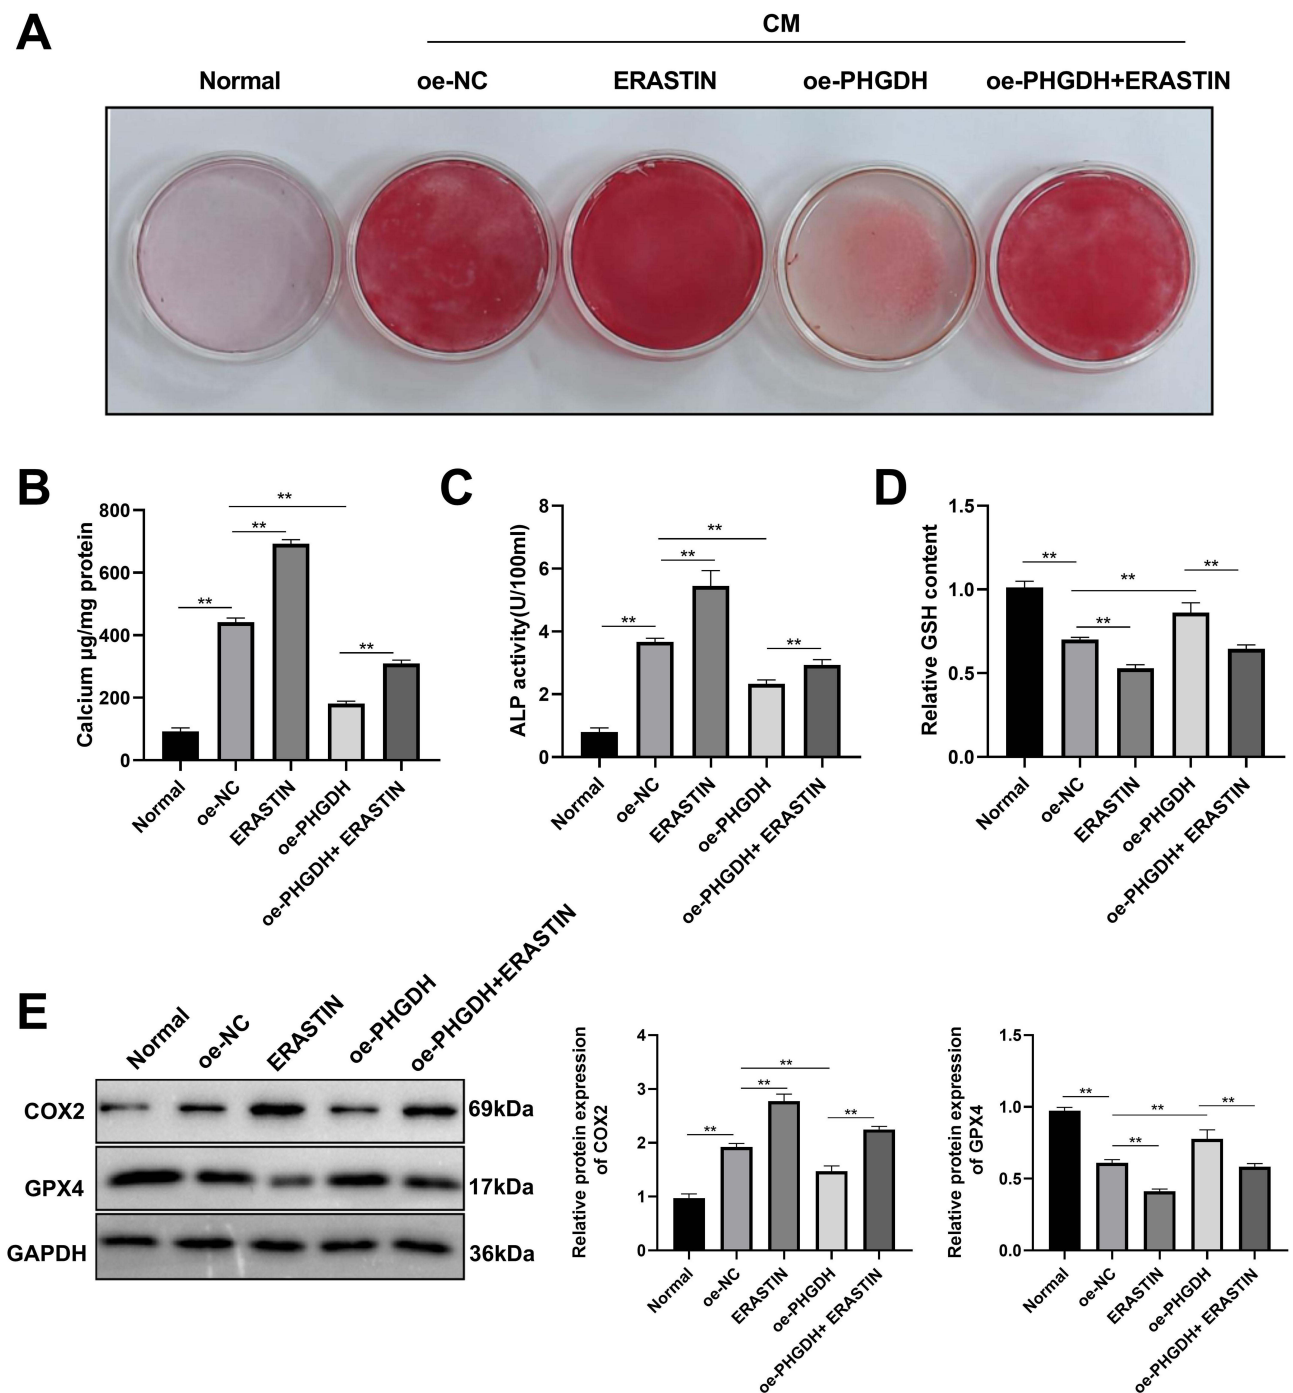 A
CM
Normal oe-NC ERASTIN oe-PHGDH oe-PHGDH+ERASTIN
B
Calcium µg/mg protein
800
600
400
200
0
** ** ** **
Normal oe-NC ERASTIN oe-PHGDH oe-PHGDH+ ERASTIN
C
ALP activity(U/100ml)
8
6
4
2
0
** ** ** **
Normal oe-NC ERASTIN oe-PHGDH oe-PHGDH+ ERASTIN
D
Relative GSH content
1.5
1.0
0.5
0.0
** ** ** **
Normal oe-NC ERASTIN oe-PHGDH oe-PHGDH+ ERASTIN
E
Normal oe-NC ERASTIN oe-PHGDH oe-PHGDH+ERASTIN
COX2 69kDa
GPX4 17kDa
GAPDH 36kDa
Relative protein expression
of COX2
4
3
2
1
0
** ** ** **
Normal oe-NC ERASTIN oe-PHGDH oe-PHGDH+ ERASTIN
Relative protein expression
of GPX4
1.5
1.0
0.5
0.0
** ** ** **
Normal oe-NC ERASTIN oe-PHGDH oe-PHGDH+ ERASTIN